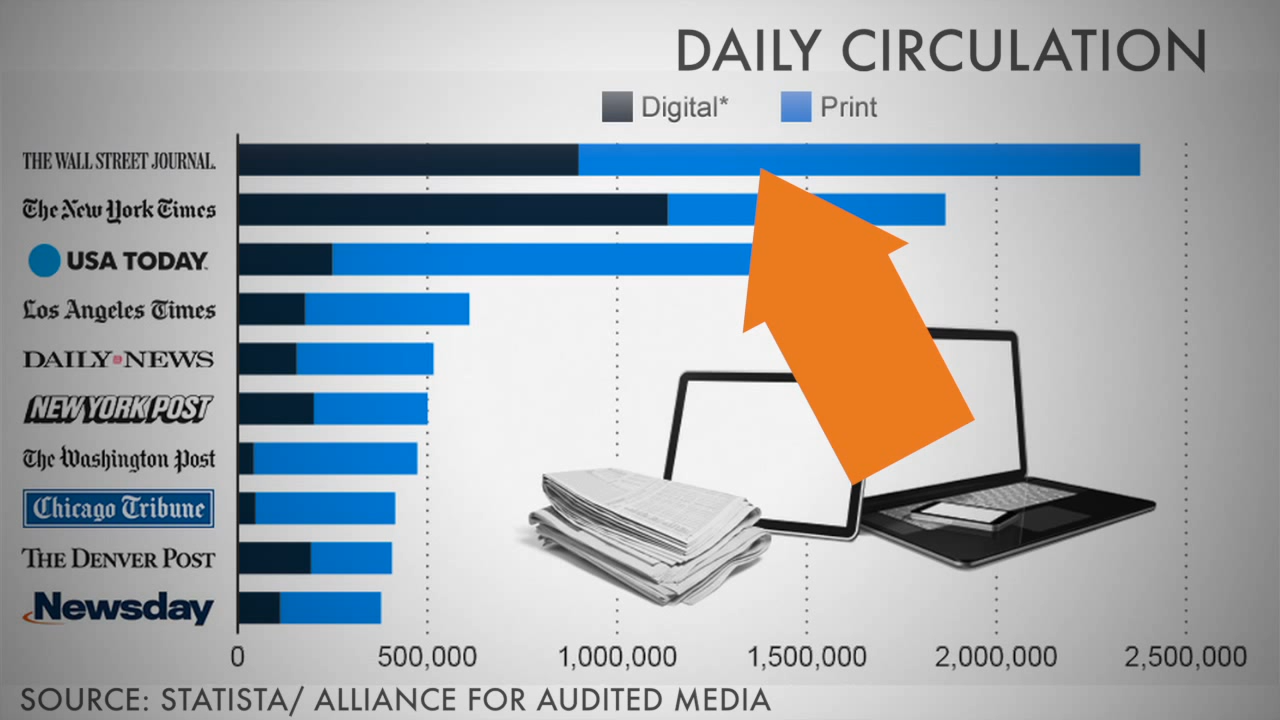 DAILY CIRCULATION
Digital* Print
THE WALL STREET JOURNAL.
The New York Times
USA TODAY
Los Angeles Times
DAILY NEWS
NEW YORK POST
The Washington Post
Chicago Tribune
THE DENVER POST
Newsday
0 500,000 1,000,000 1,500,000 2,000,000 2,500,000
SOURCE: STATISTA/ ALLIANCE FOR AUDITED MEDIA